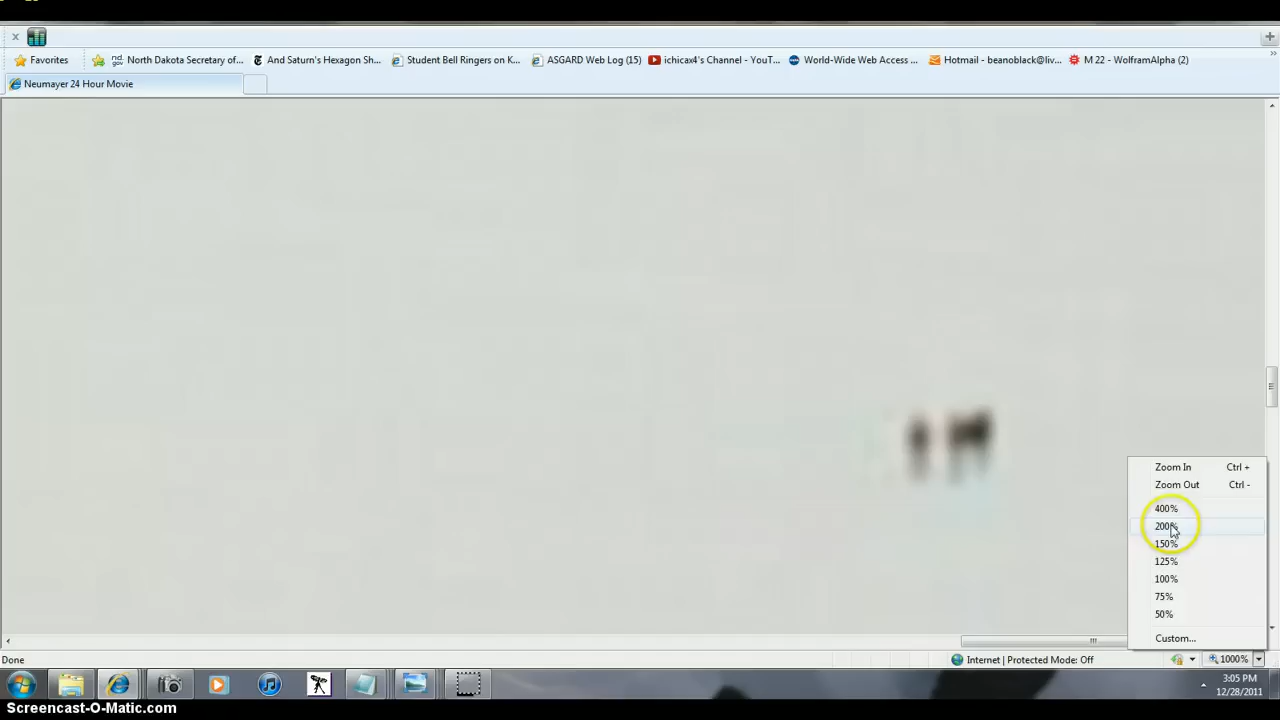 Favorites
nd.gov North Dakota Secretary of...
And Saturn's Hexagon Sh...
Student Bell Ringers on K...
ASGARD Web Log (15)
ichicax4's Channel - YouT...
World-Wide Web Access ...
Hotmail - beanoblack@liv...
M 22 - WolframAlpha (2)
Neumayer 24 Hour Movie
Zoom In Ctrl +
Zoom Out Ctrl -
400%
200%
150%
125%
100%
75%
50%
Custom...
Done
Internet | Protected Mode: Off
1000%
3:05 PM
12/28/2011
Screencast-O-Matic.com